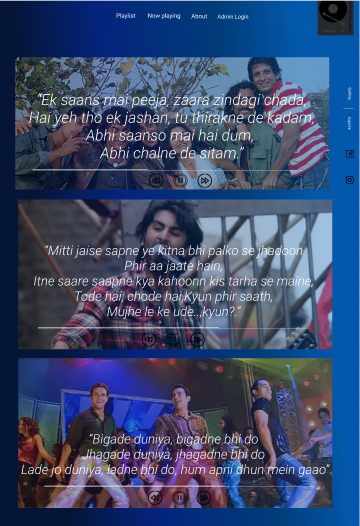 Playlist Now playing About Admin Login
“Ek saans mai peeja, zaara zindagi chada,
Hai yeh tho ek jashan, tu thirakne de kadam,
Abhi saanso mai hai dum,
Abhi chalne de sitam.”
“Mitti jaise sapne ye kitna bhi palko se jhadoon
Phir aa jaate hain,
Itne saare saapne kya kahoonn kis tarha se maine,
Tode hai, chode hai Kyun phir saath,
Mujhe le ke ude..,kyun?.”
“Bigade duniya, bigadne bhi do
Jhagade duniya, jhagadne bhi do
Lade jo duniya, ladne bhi do, hum apni dhun mein gaao”.